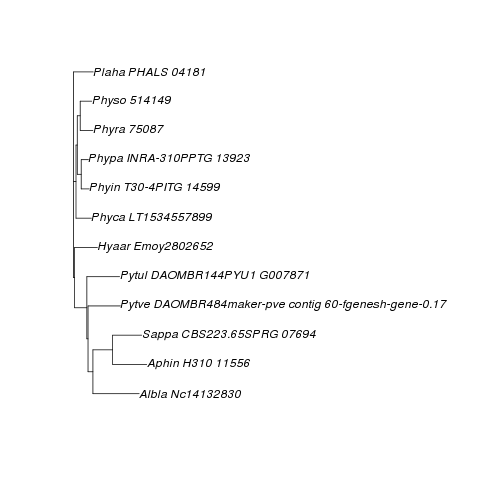 Plaha PHALS 04181
Physo 514149
Phyra 75087
Phypa INRA-310PPTG 13923
Phyin T30-4PITG 14599
Phyca LT1534557899
Hyaar Emoy2802652
Pytul DAOMBR144PYU1 G007871
Pytve DAOMBR484maker-pve contig 60-fgenesh-gene-0.17
Sappa CBS223.65SPRG 07694
Aphin H310 11556
Albla Nc14132830